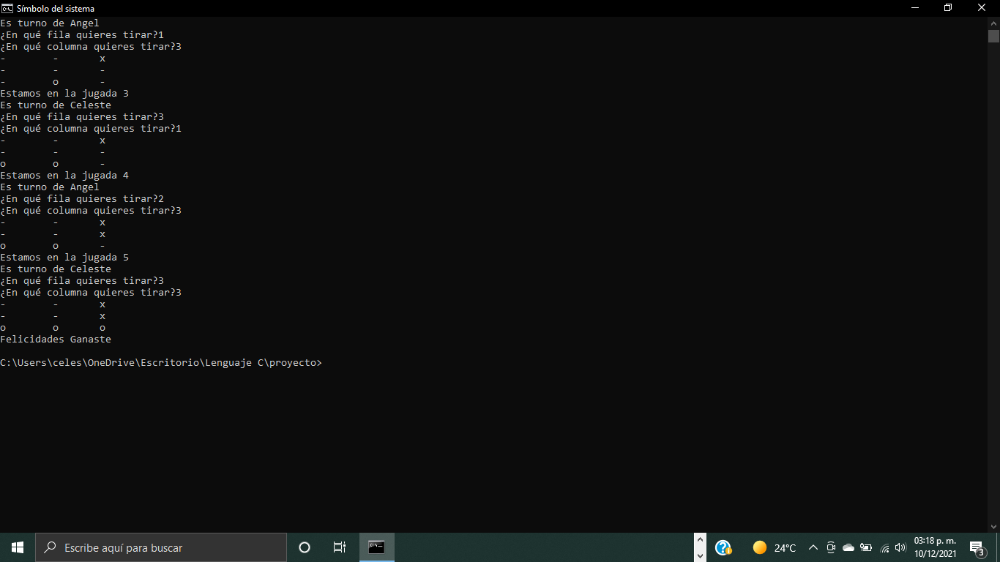 Símbolo del sistema
Es turno de Angel
¿En qué fila quieres tirar?1
¿En qué columna quieres tirar?3
- - x
- - -
- o -
Estamos en la jugada 3
Es turno de Celeste
¿En qué fila quieres tirar?3
¿En qué columna quieres tirar?1
- - x
- - -
o o -
Estamos en la jugada 4
Es turno de Angel
¿En qué fila quieres tirar?2
¿En qué columna quieres tirar?3
- - x
- - x
o o -
Estamos en la jugada 5
Es turno de Celeste
¿En qué fila quieres tirar?3
¿En qué columna quieres tirar?3
- - x
- - x
o o o
Felicidades Ganaste
C:\Users\celes\OneDrive\Escritorio\Lenguaje C\proyecto>
Escribe aquí para buscar
24°C
03:18 p. m.
10/12/2021
3